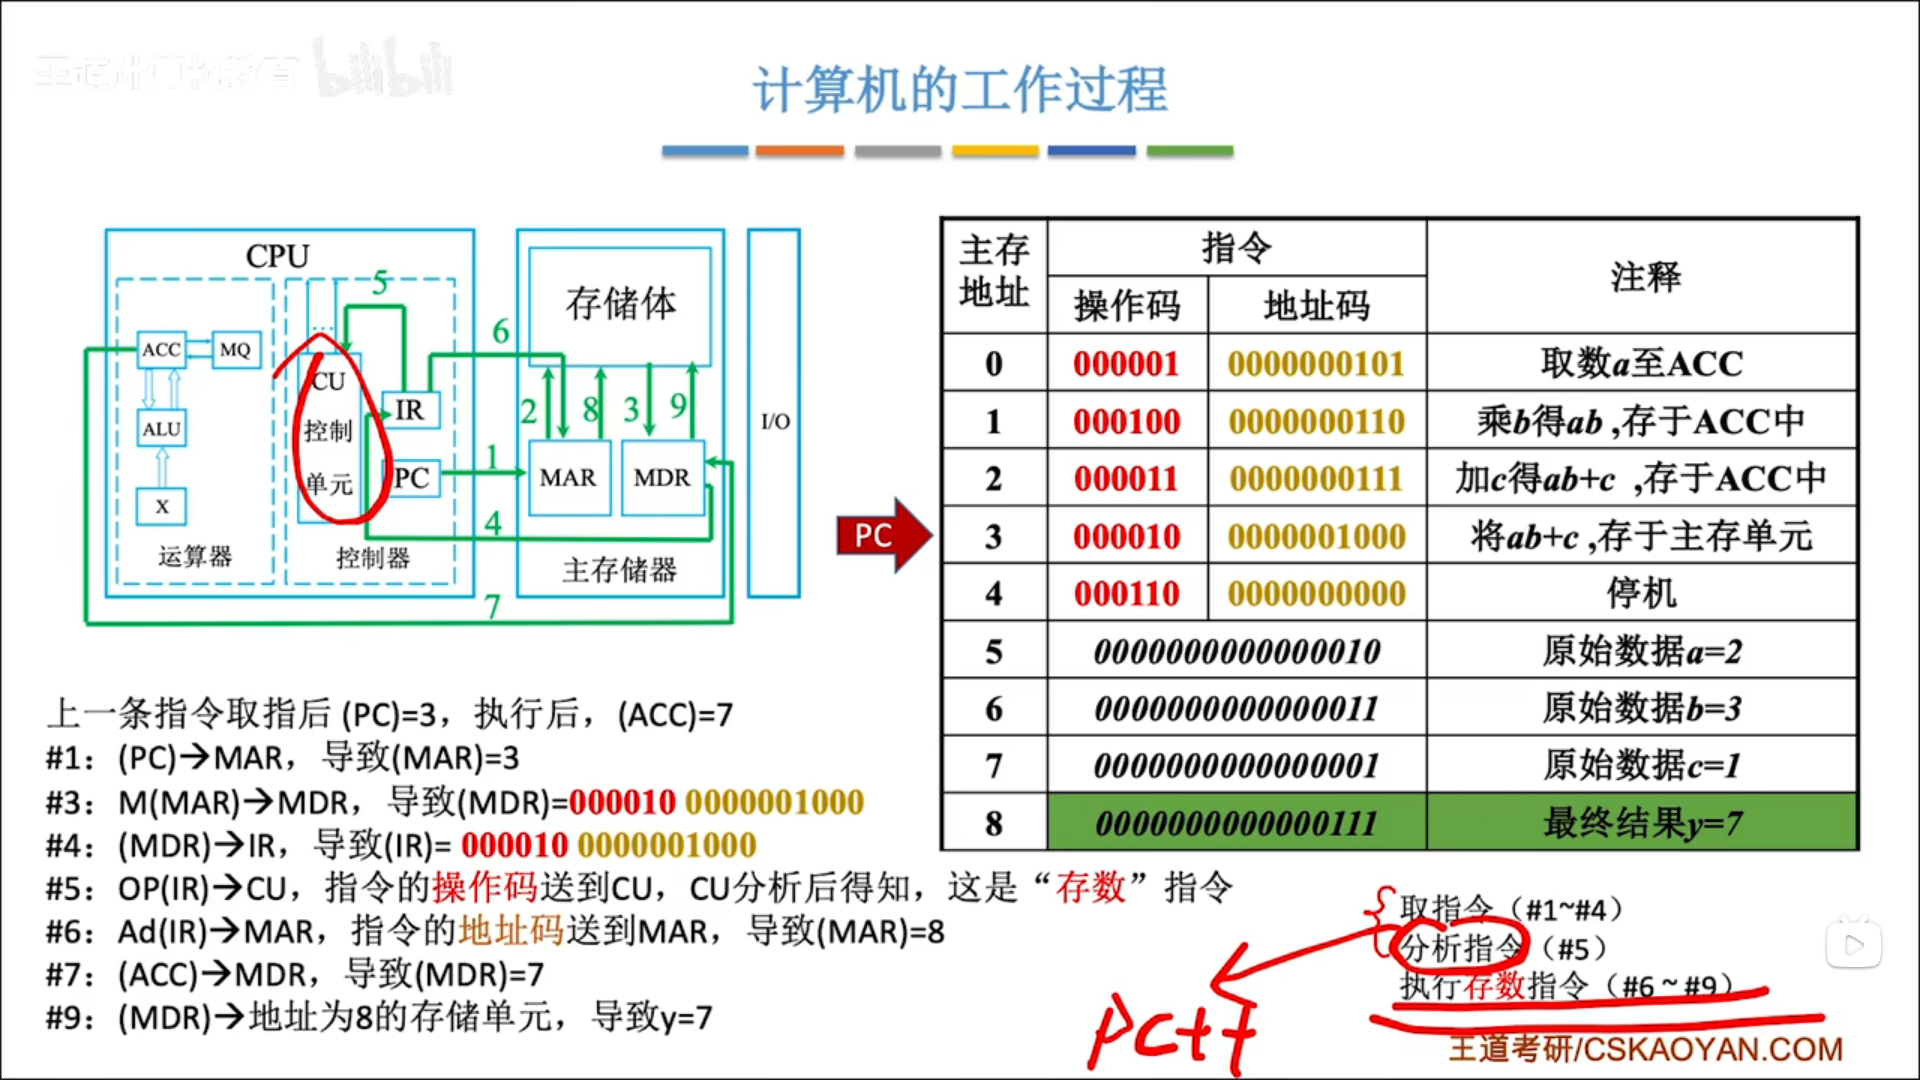 王道计算机教育 bilibili
计算机的工作过程
CPU
5
ACC
MQ
ALU
X
运算器
...
CU
控制
单元
IR
PC
控制器
6
1
4
7
存储体
2
8
3
9
MAR
MDR
主存储器
I/O
PC
主存地址 指令 注释
操作码 地址码
0 000001 0000000101 取数a至ACC
1 000100 0000000110 乘b得ab ,存于ACC中
2 000011 0000000111 加c得ab+c ,存于ACC中
3 000010 0000001000 将ab+c ,存于主存单元
4 000110 0000000000 停机
5 0000000000000010 原始数据a=2
6 0000000000000011 原始数据b=3
7 0000000000000001 原始数据c=1
8 0000000000000111 最终结果y=7
上一条指令取指后 (PC)=3，执行后，(ACC)=7
#1：(PC)→MAR，导致(MAR)=3
#3：M(MAR)→MDR，导致(MDR)=000010 0000001000
#4：(MDR)→IR，导致(IR)= 000010 0000001000
#5：OP(IR)→CU，指令的操作码送到CU，CU分析后得知，这是“存数”指令
#6：Ad(IR)→MAR，指令的地址码送到MAR，导致(MAR)=8
#7：(ACC)→MDR，导致(MDR)=7
#9：(MDR)→地址为8的存储单元，导致y=7
取指令（#1~#4）
分析指令（#5）
执行存数指令（#6 ~ #9）
王道考研/CSKAOYAN.COM